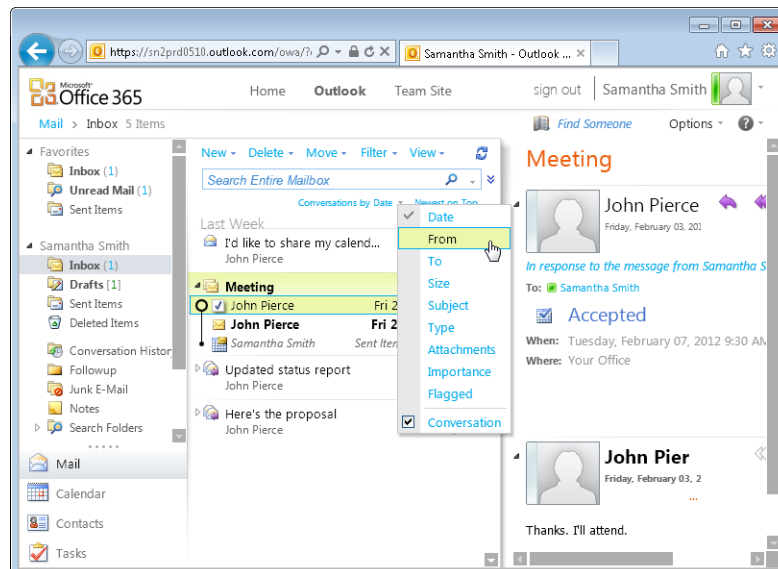 https://sn2prd0510.outlook.com/owa/?
Samantha Smith - Outlook ...
Microsoft
Office 365
Home Outlook Team Site
sign out Samantha Smith
Mail > Inbox 5 Items
Find Someone Options
Favorites
Inbox (1)
Unread Mail (1)
Sent Items
Samantha Smith
Inbox (1)
Drafts [1]
Sent Items
Deleted Items
Conversation Histor
Followup
Junk E-Mail
Notes
Search Folders
Mail
Calendar
Contacts
Tasks
New Delete Move Filter View
Search Entire Mailbox
Conversations by Date Newest on Top
Last Week
I'd like to share my calend...
John Pierce
Meeting
John Pierce Fri 2
John Pierce Fri 2
Samantha Smith Sent Iten
Updated status report
John Pierce
Here's the proposal
John Pierce
Date
From
To
Size
Subject
Type
Attachments
Importance
Flagged
Conversation
Meeting
John Pierce
Friday, February 03, 201
In response to the message from Samantha S
To: Samantha Smith
Accepted
When: Tuesday, February 07, 2012 9:30 AM
Where: Your Office
John Pier
Friday, February 03, 2
...
Thanks. I'll attend.